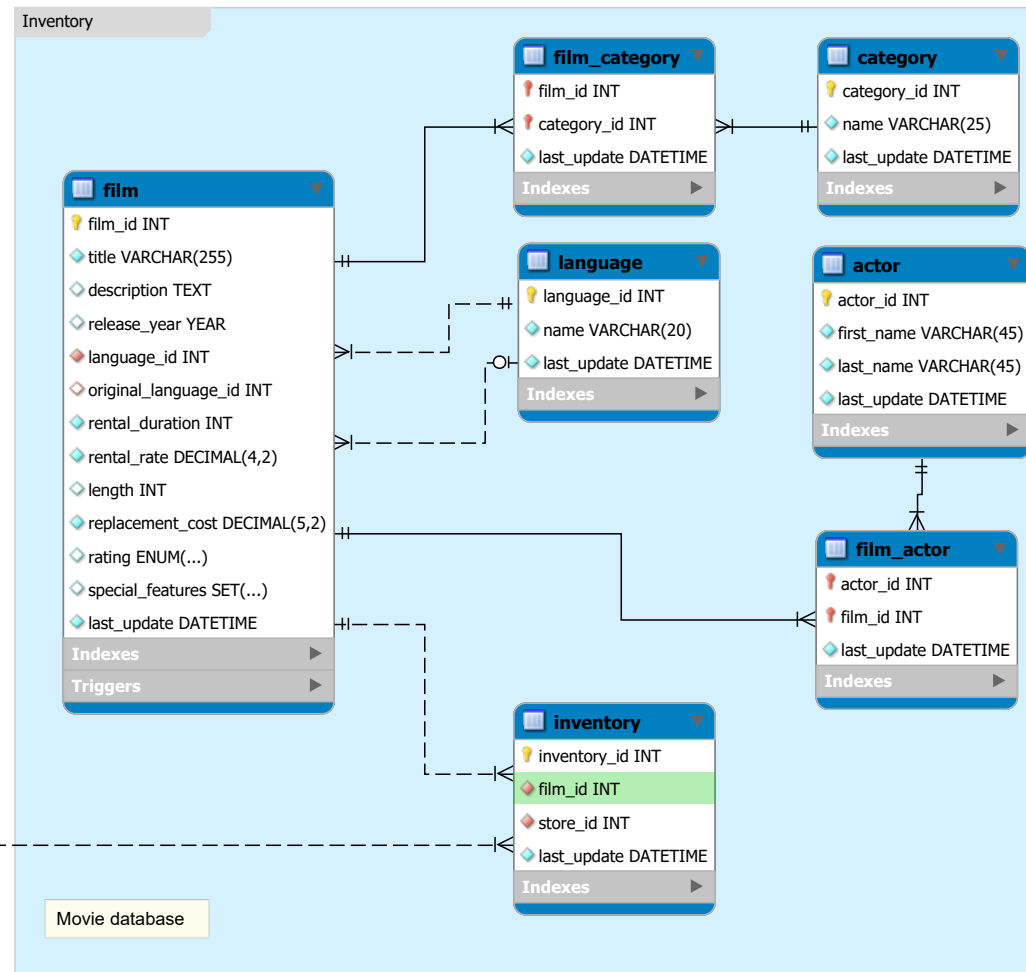 Inventory
film_category
film_id INT
category_id INT
last_update DATETIME
Indexes
category
category_id INT
name VARCHAR(25)
last_update DATETIME
Indexes
film
film_id INT
title VARCHAR(255)
description TEXT
release_year YEAR
language_id INT
original_language_id INT
rental_duration INT
rental_rate DECIMAL(4,2)
length INT
replacement_cost DECIMAL(5,2)
rating ENUM(...)
special_features SET(...)
last_update DATETIME
Indexes
Triggers
language
language_id INT
name VARCHAR(20)
last_update DATETIME
Indexes
actor
actor_id INT
first_name VARCHAR(45)
last_name VARCHAR(45)
last_update DATETIME
Indexes
film_actor
actor_id INT
film_id INT
last_update DATETIME
Indexes
inventory
inventory_id INT
film_id INT
store_id INT
last_update DATETIME
Indexes
Movie database